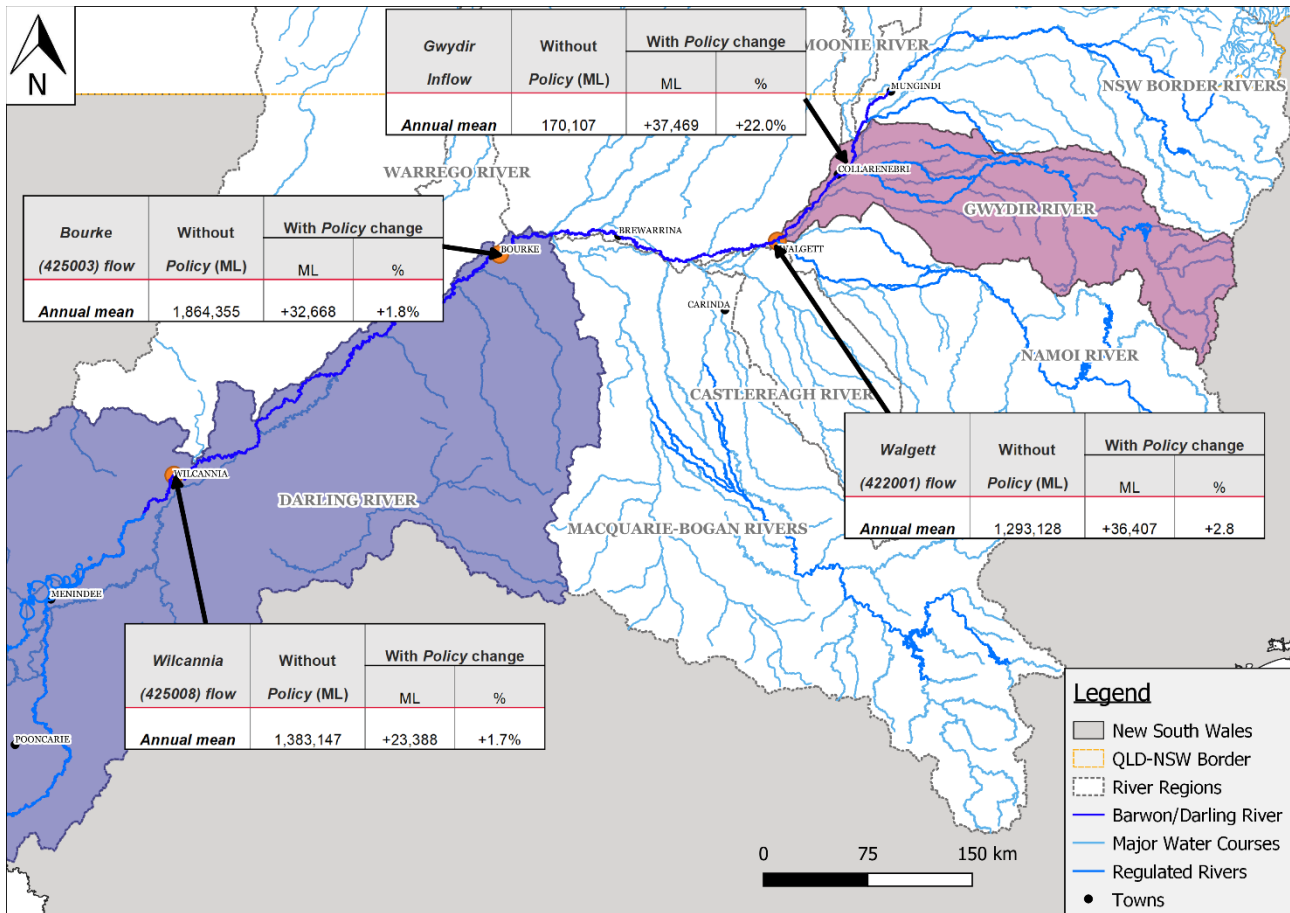 N
Gwydir
Inflow
Without
Policy (ML)
With Policy change
ML
%
Annual mean
170,107
+37,469
+22.0%
MOONIE RIVER
MUNGINDI
NSW BORDER RIVERS
COLLARENEBRI
GWYDIR RIVER
WARREGO RIVER
Bourke
(425003) flow
Without
Policy (ML)
With Policy change
ML
%
Annual mean
1,864,355
+32,668
+1.8%
BOURKE
BREWARRINA
WALGETT
CARINDA
NAMOI RIVER
CASTLEREAGH RIVER
Walgett
(422001) flow
Without
Policy (ML)
With Policy change
ML
%
Annual mean
1,293,128
+36,407
+2.8
WILCANNIA
DARLING RIVER
MACQUARIE-BOGAN RIVERS
MENINDEE
Wilcannia
(425008) flow
Without
Policy (ML)
With Policy change
ML
%
Annual mean
1,383,147
+23,388
+1.7%
POONCARIE
0
75
150 km
Legend
New South Wales
QLD-NSW Border
River Regions
Barwon/Darling River
Major Water Courses
Regulated Rivers
Towns